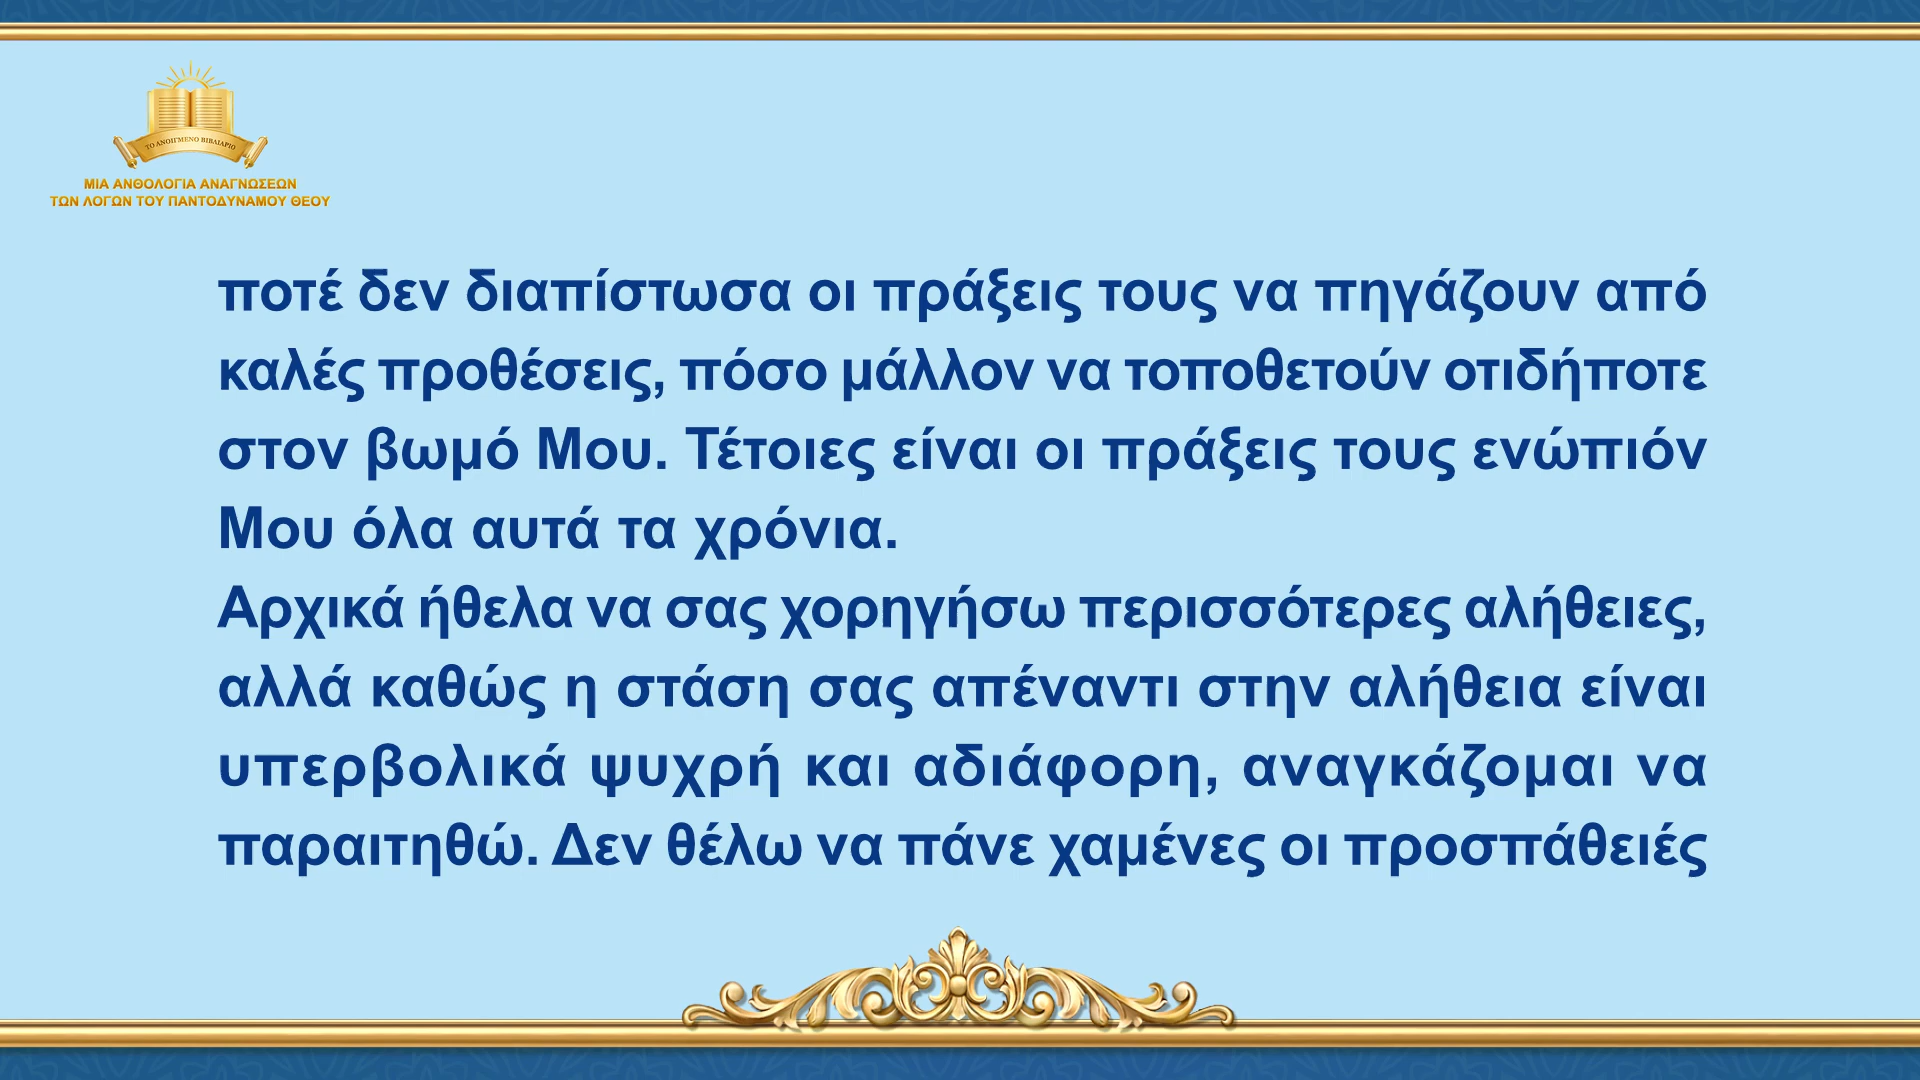 ΤΟ ΑΝΟΙΓΜΕΝΟ ΒΙΒΛΙΑΡΙΟ
ΜΙΑ ΑΝΘΟΛΟΓΙΑ ΑΝΑΓΝΩΣΕΩΝ
ΤΩΝ ΛΟΓΩΝ ΤΟΥ ΠΑΝΤΟΔΥΝΑΜΟΥ ΘΕΟΥ
ποτέ δεν διαπίστωσα οι πράξεις τους να πηγάζουν από
καλές προθέσεις, πόσο μάλλον να τοποθετούν οτιδήποτε
στον βωμό Μου. Τέτοιες είναι οι πράξεις τους ενώπιόν
Μου όλα αυτά τα χρόνια.
Αρχικά ήθελα να σας χορηγήσω περισσότερες αλήθειες,
αλλά καθώς η στάση σας απέναντι στην αλήθεια είναι
υπερβολικά ψυχρή και αδιάφορη, αναγκάζομαι να
παραιτηθώ. Δεν θέλω να πάνε χαμένες οι προσπάθειές